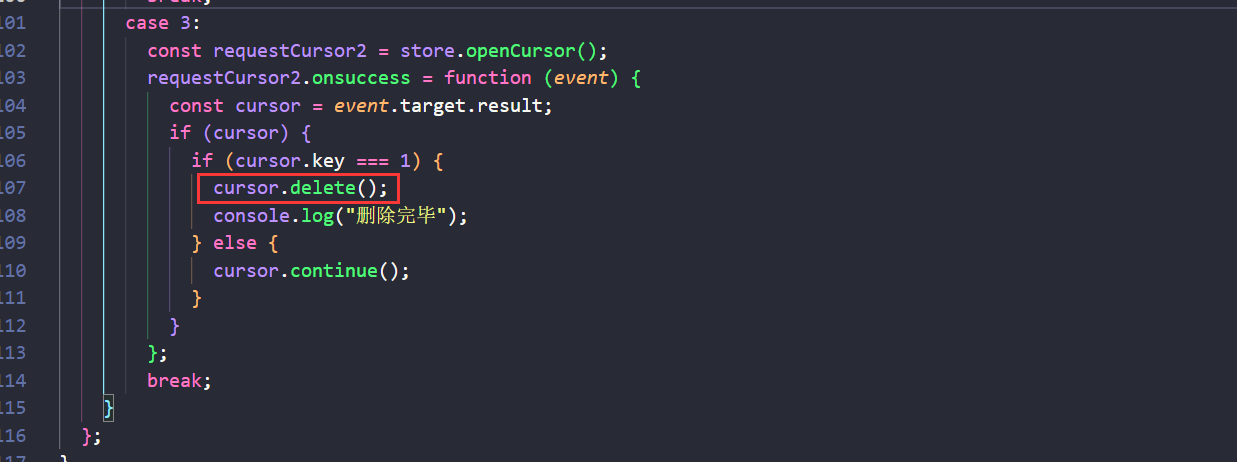 break;
101 case 3:
102 const requestCursor2 = store.openCursor();
103 requestCursor2.onsuccess = function (event) {
104 const cursor = event.target.result;
105 if (cursor) {
106 if (cursor.key === 1) {
107 cursor.delete();
108 console.log("删除完毕");
109 } else {
110 cursor.continue();
111 }
112 }
113 };
114 break;
115 }
116 };
117 }